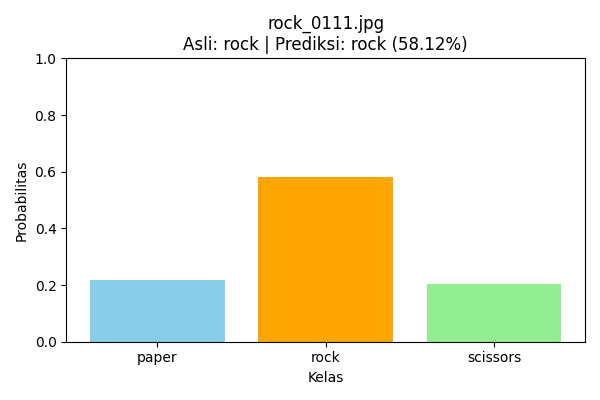 rock_0111.jpg
Asli: rock | Prediksi: rock (58.12%)
1.0
0.8
0.6
0.4
0.2
0.0
Probabilitas
paper rock scissors
Kelas